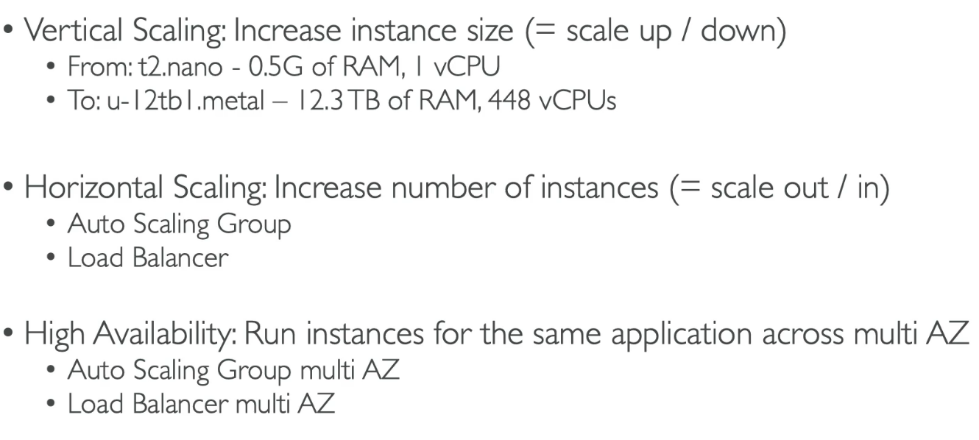 • Vertical Scaling: Increase instance size (= scale up / down)
• From: t2.nano - 0.5G of RAM, 1 vCPU
• To: u-12tb1.metal – 12.3 TB of RAM, 448 vCPUs
• Horizontal Scaling: Increase number of instances (= scale out / in)
• Auto Scaling Group
• Load Balancer
• High Availability: Run instances for the same application across multi AZ
• Auto Scaling Group multi AZ
• Load Balancer multi AZ